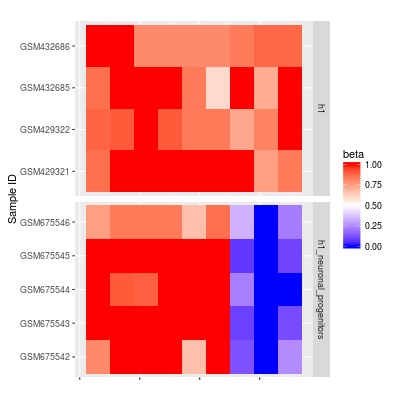 GSM432686
GSM432685
GSM429322
GSM429321
h1
GSM675546
GSM675545
GSM675544
GSM675543
GSM675542
h1_neuronal_progenitors
Sample ID
beta
1.00
0.75
0.50
0.25
0.00